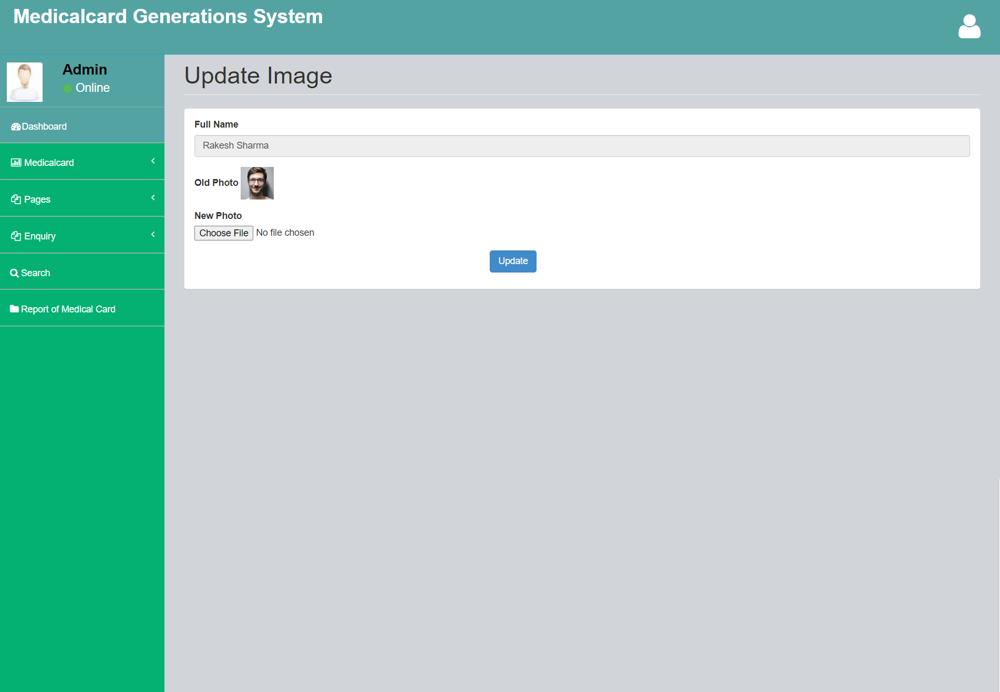 Medicalcard Generations System
Admin
Online
Dashboard
Medicalcard
Pages
Enquiry
Search
Report of Medical Card
Update Image
Full Name
Rakesh Sharma
Old Photo
New Photo
Choose File No file chosen
Update